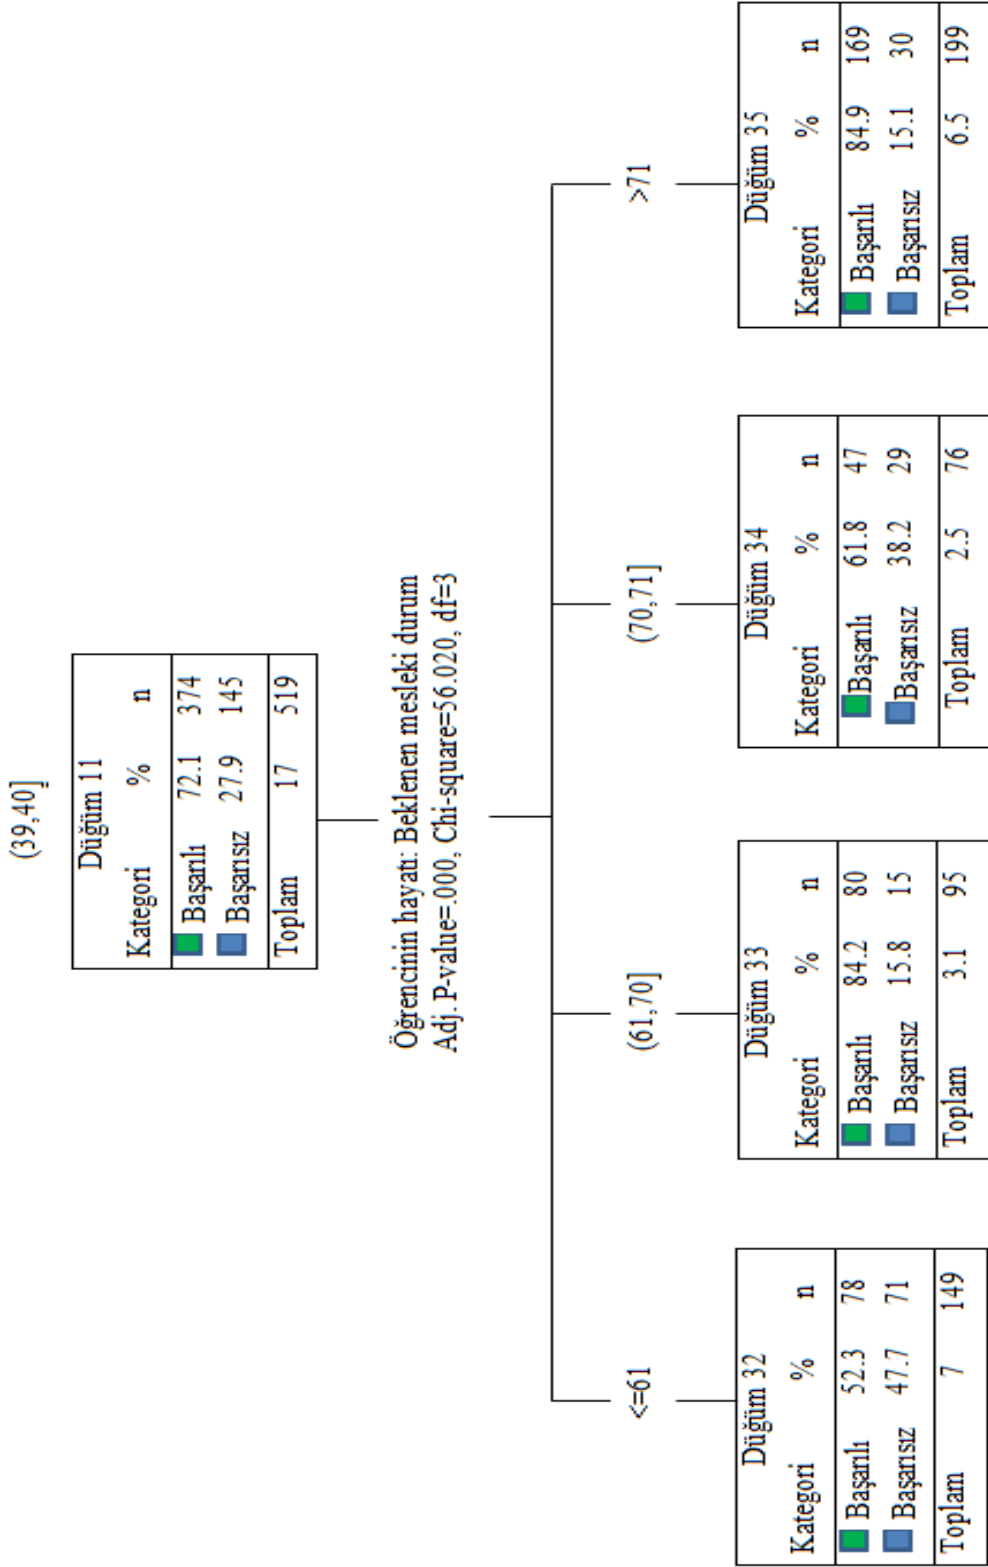 (39,40]
Düğüm 11
Kategori % n
Başarılı 72.1 374
Başarısız 27.9 145
Toplam 17 519
Öğrencinin hayatı: Beklenen mesleki durum
Adj. P-value=.000, Chi-square=56.020, df=3
<=61
Düğüm 32
Kategori % n
Başarılı 52.3 78
Başarısız 47.7 71
Toplam 7 149
(61,70]
Düğüm 33
Kategori % n
Başarılı 84.2 80
Başarısız 15.8 15
Toplam 3.1 95
(70,71]
Düğüm 34
Kategori % n
Başarılı 61.8 47
Başarısız 38.2 29
Toplam 2.5 76
>71
Düğüm 35
Kategori % n
Başarılı 84.9 169
Başarısız 15.1 30
Toplam 6.5 199